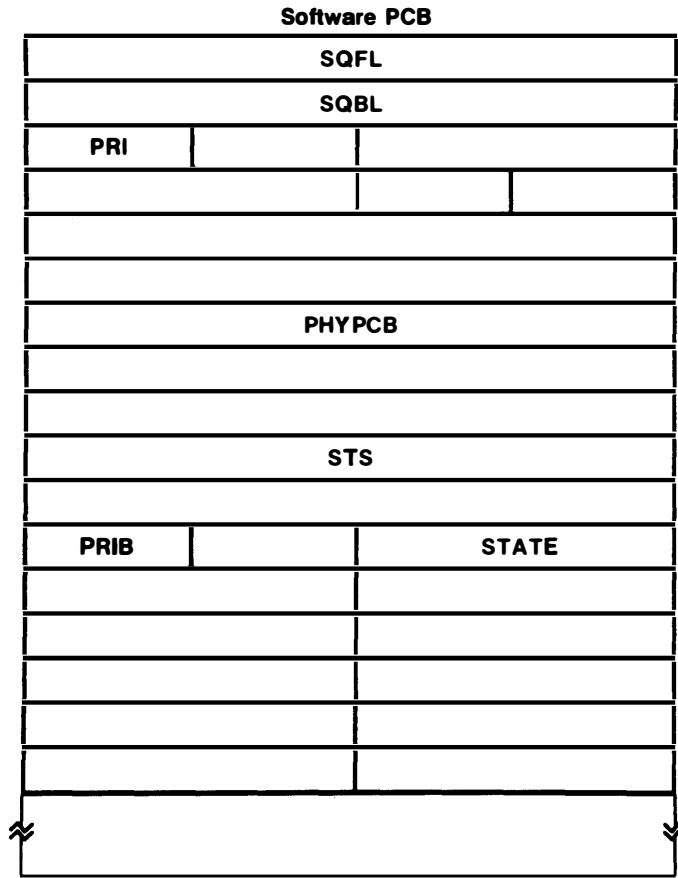 Software PCB
SQFL
SQBL
PRI
PHYPCB
STS
PRIB STATE